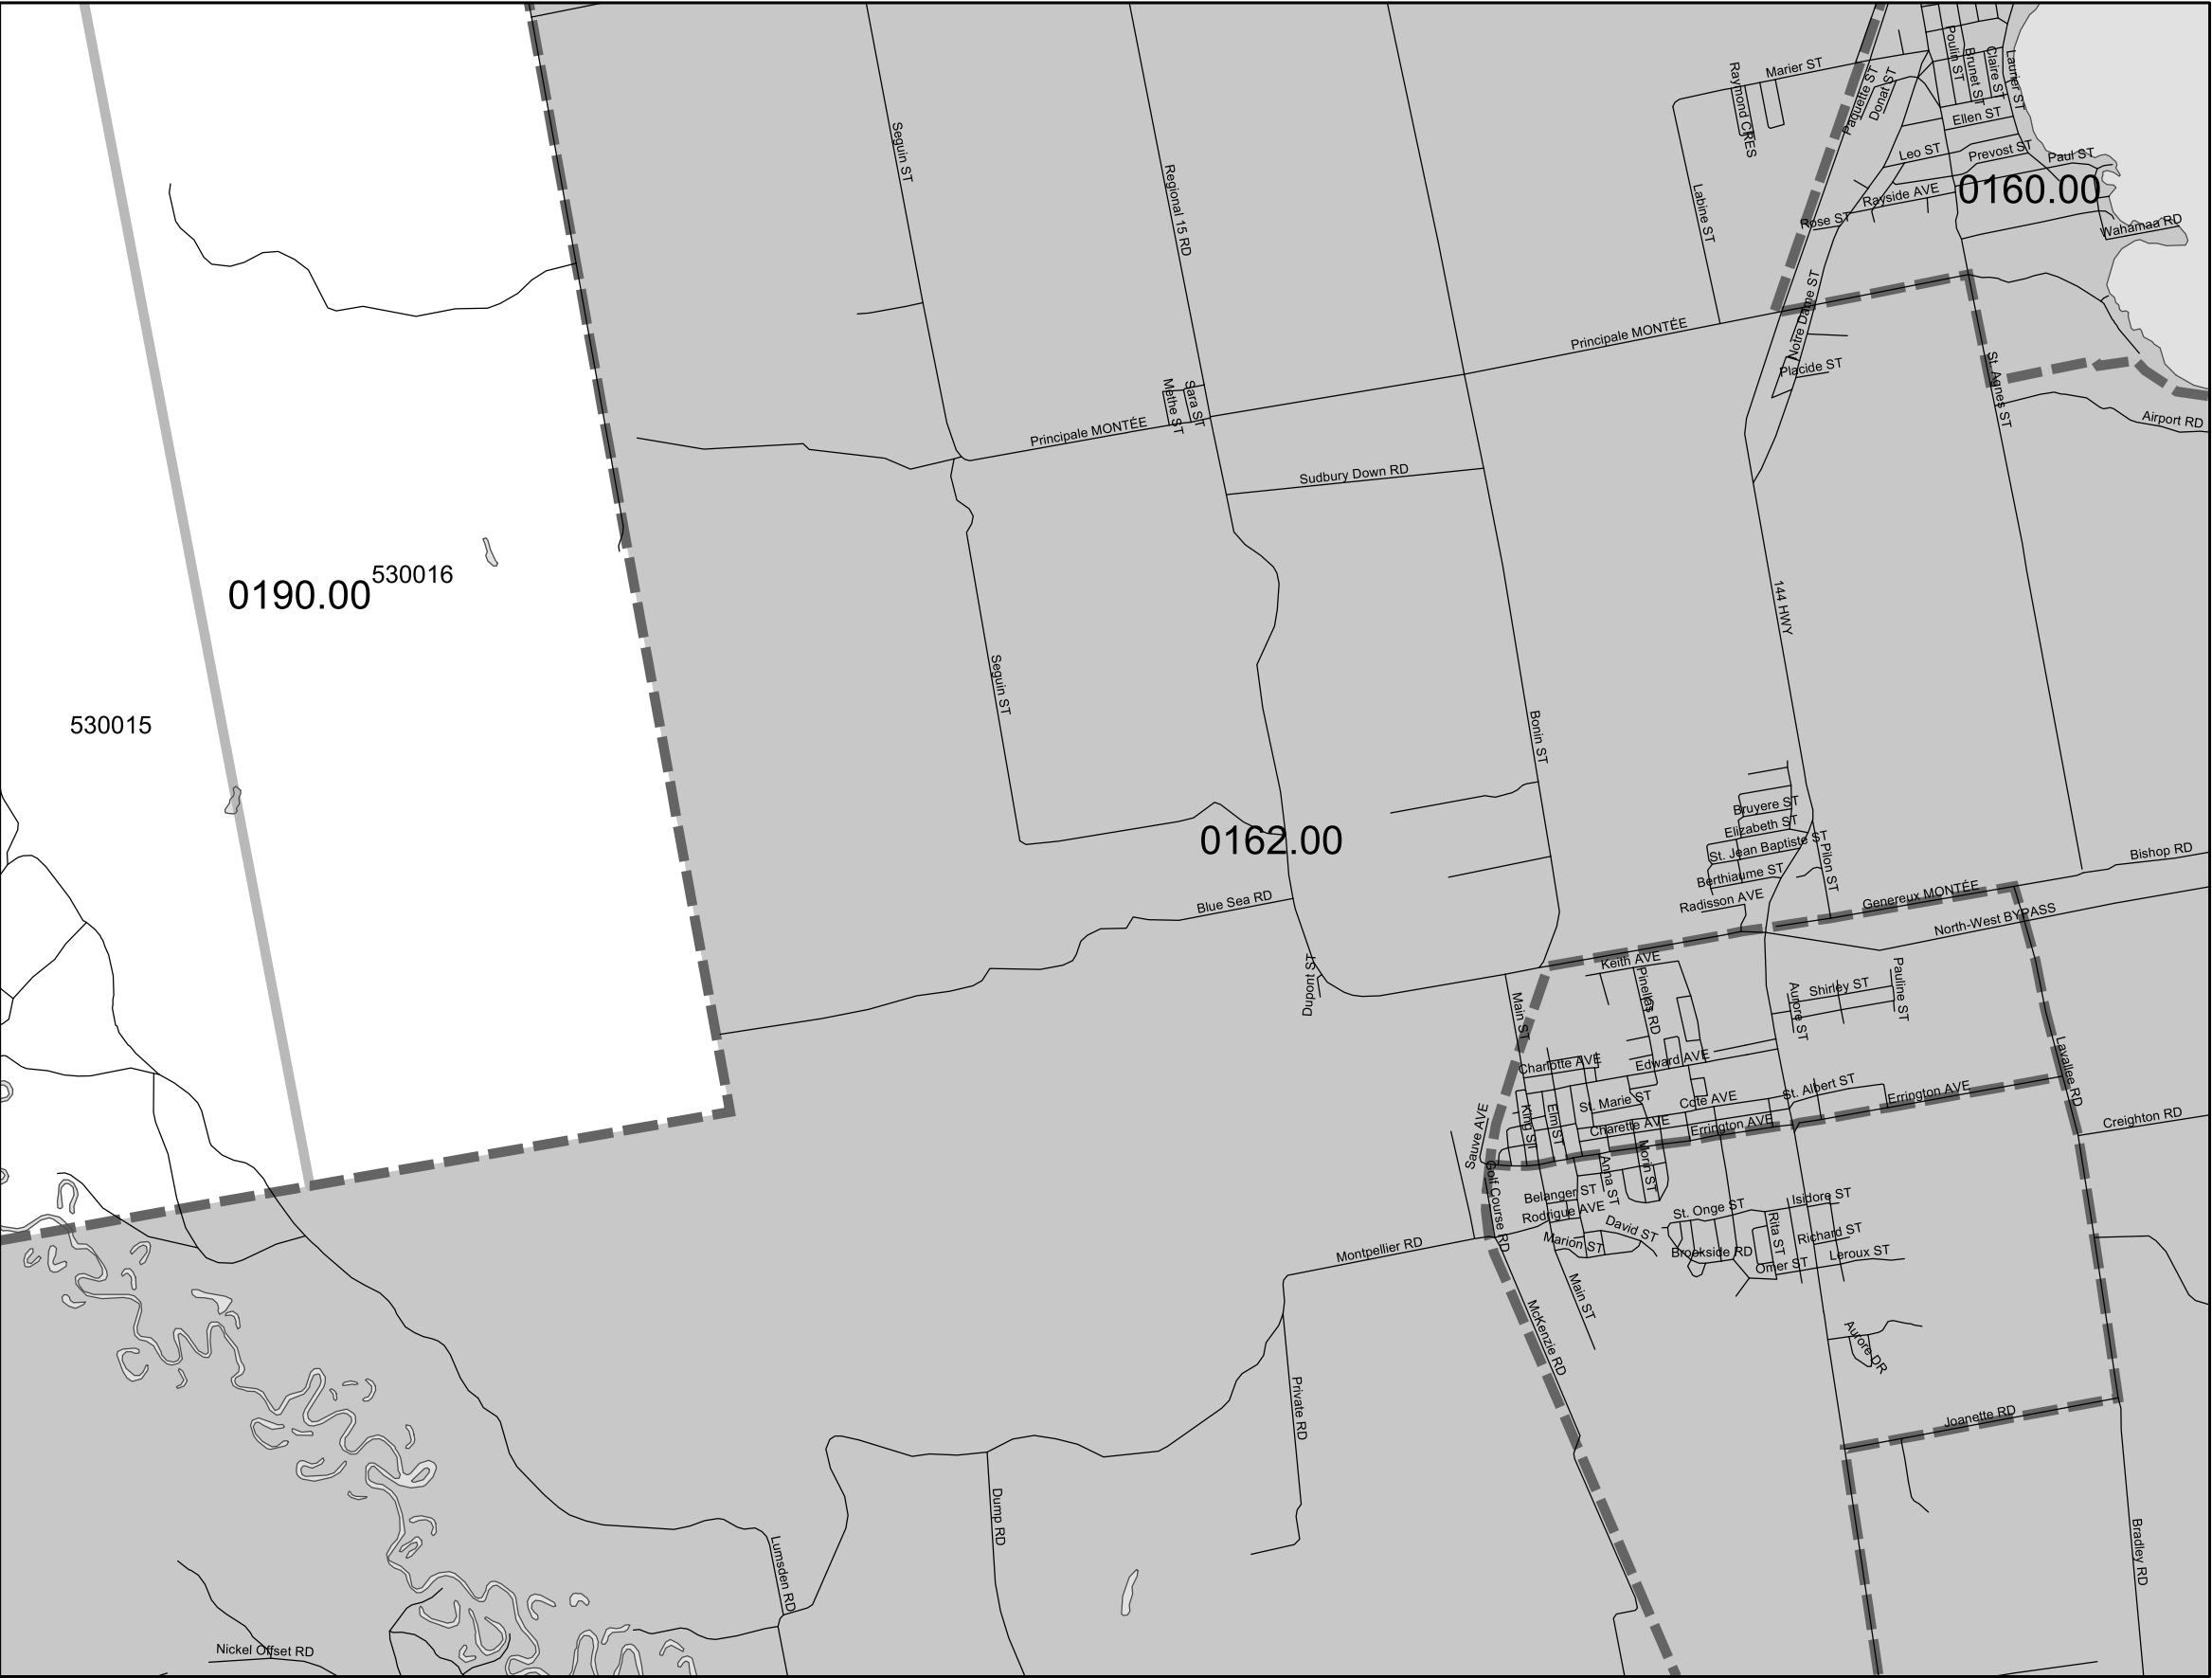 Poulin ST
Brunet ST
Claire ST
Laurier ST
Marier ST
Raymond CRES
Paquette ST
Donat ST
Ellen ST
Seguin ST
Leo ST
Prevost ST
Paul ST
0160.00
Regional 15 RD
Labine ST
Rayside AVE
Rose ST
Wahamaa RD
Notre Dame ST
Principale MONTÉE
Placide ST
St. Agnes ST
Methe ST
Sara ST
Airport RD
Principale MONTÉE
Sudbury Down RD
530016
0190.00
144 HWY
Seguin ST
530015
Bonin ST
Bruyere ST
Elizabeth ST
0162.00
St. Jean Baptiste ST
Pilon ST
Bishop RD
Berthiaume ST
Blue Sea RD
Radisson AVE
Genereux MONTÉE
North-West BYPASS
Keith AVE
Dupont ST
Pinellas RD
Main ST
Shirley ST
Pauline ST
Aurore ST
Charlotte AVE
Edward AVE
Lavallee RD
St. Marie ST
Cote AVE
St. Albert ST
Errington AVE
Sauve AVE
King ST
Elm ST
Charette AVE
Errington AVE
Creighton RD
Golf Course RD
Anna ST
Morin ST
Belanger ST
Rodrigue AVE
David ST
St. Onge ST
Isidore ST
Rita ST
Richard ST
Montpellier RD
Marion ST
Brookside RD
Leroux ST
Omer ST
Main ST
McKenzie RD
Aurore DR
Private RD
Joanette RD
Dump RD
Lumsden RD
Bradley RD
Nickel Offset RD